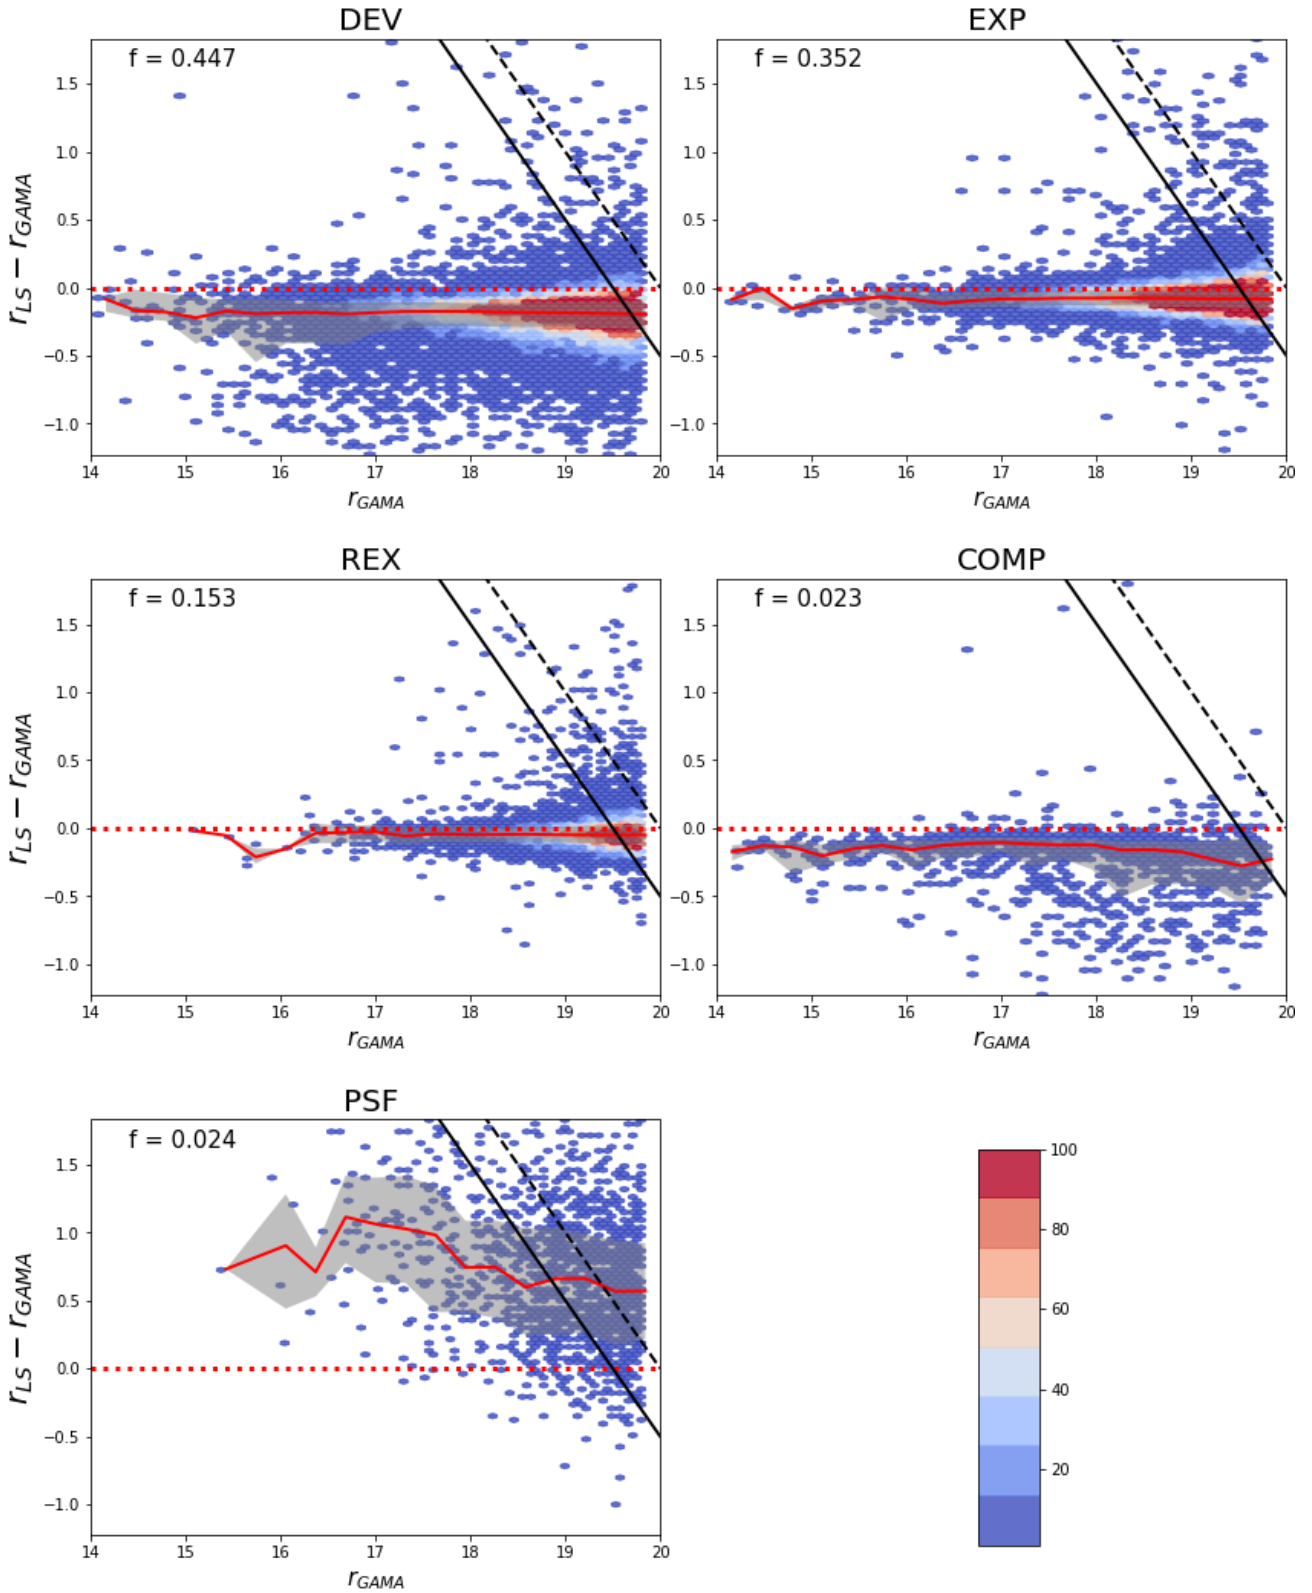 DEV
f = 0.447
1.5
1.0
0.5
0.0
−0.5
−1.0
r_LS − r_GAMA
14 15 16 17 18 19 20
r_GAMA
EXP
f = 0.352
1.5
1.0
0.5
0.0
−0.5
−1.0
14 15 16 17 18 19 20
r_GAMA
REX
f = 0.153
1.5
1.0
0.5
0.0
−0.5
−1.0
r_LS − r_GAMA
14 15 16 17 18 19 20
r_GAMA
COMP
f = 0.023
1.5
1.0
0.5
0.0
−0.5
−1.0
14 15 16 17 18 19 20
r_GAMA
PSF
f = 0.024
1.5
1.0
0.5
0.0
−0.5
−1.0
r_LS − r_GAMA
14 15 16 17 18 19 20
r_GAMA
100
80
60
40
20